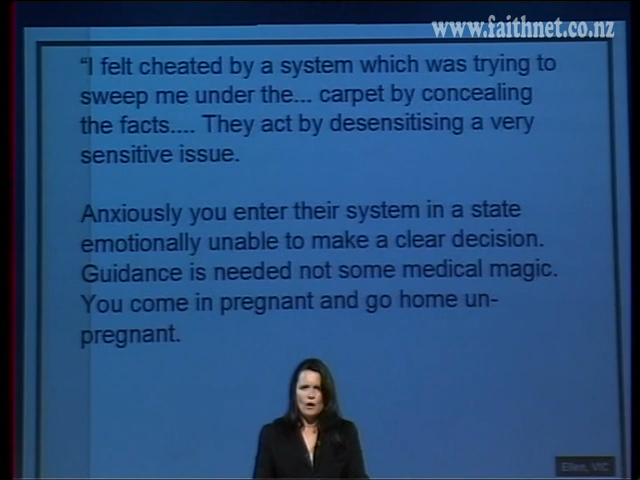 www.faithnet.co.nz
“I felt cheated by a system which was trying to
sweep me under the... carpet by concealing
the facts.... They act by desensitising a very
sensitive issue.
Anxiously you enter their system in a state
emotionally unable to make a clear decision.
Guidance is needed not some medical magic.
You come in pregnant and go home un-
pregnant.
Ellen, VIC